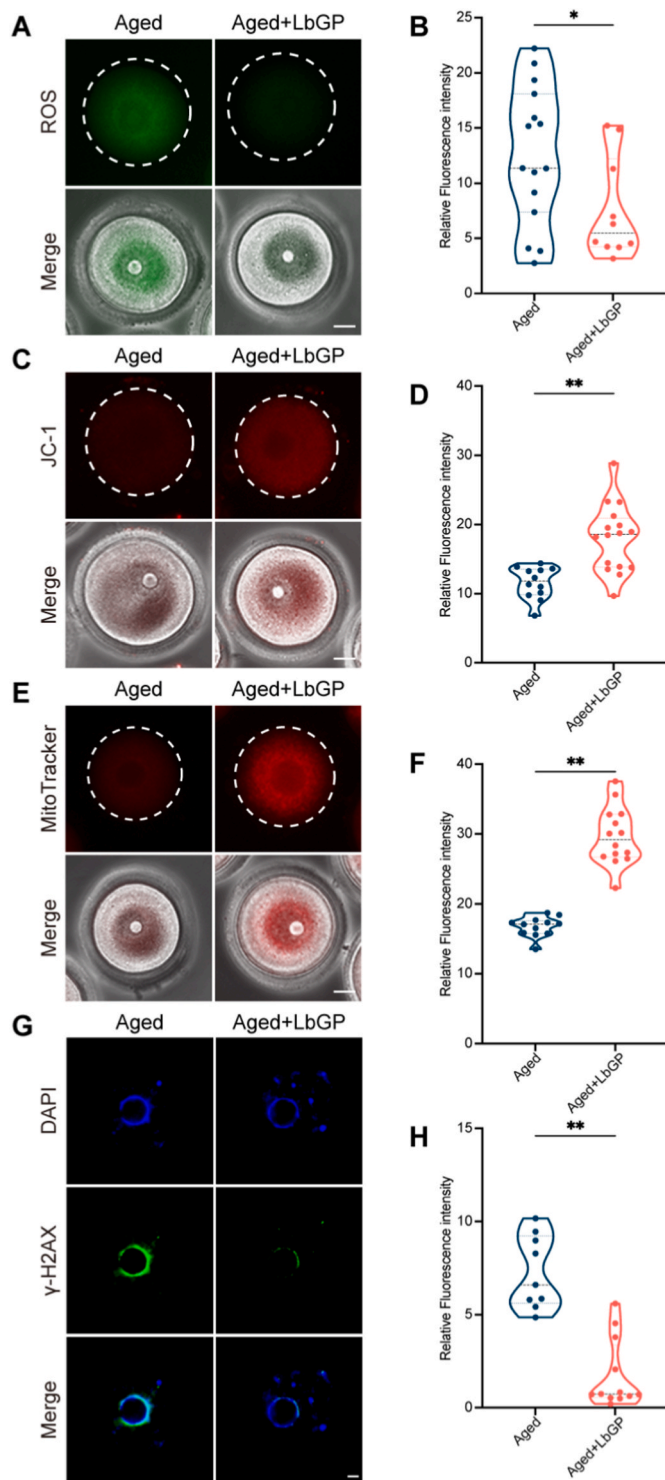 A
Aged
Aged+LbGP
ROS
Merge
B
Relative Fluorescence intensity
25
20
15
10
5
0
*
Aged
Aged+LbGP
C
Aged
Aged+LbGP
JC-1
Merge
D
Relative Fluorescence intensity
40
30
20
10
0
**
Aged
Aged+LbGP
E
Aged
Aged+LbGP
MitoTracker
Merge
F
Relative Fluorescence intensity
40
30
20
10
0
**
Aged
Aged+LbGP
G
Aged
Aged+LbGP
DAPI
γ-H2AX
Merge
H
Relative Fluorescence intensity
15
10
5
0
**
Aged
Aged+LbGP